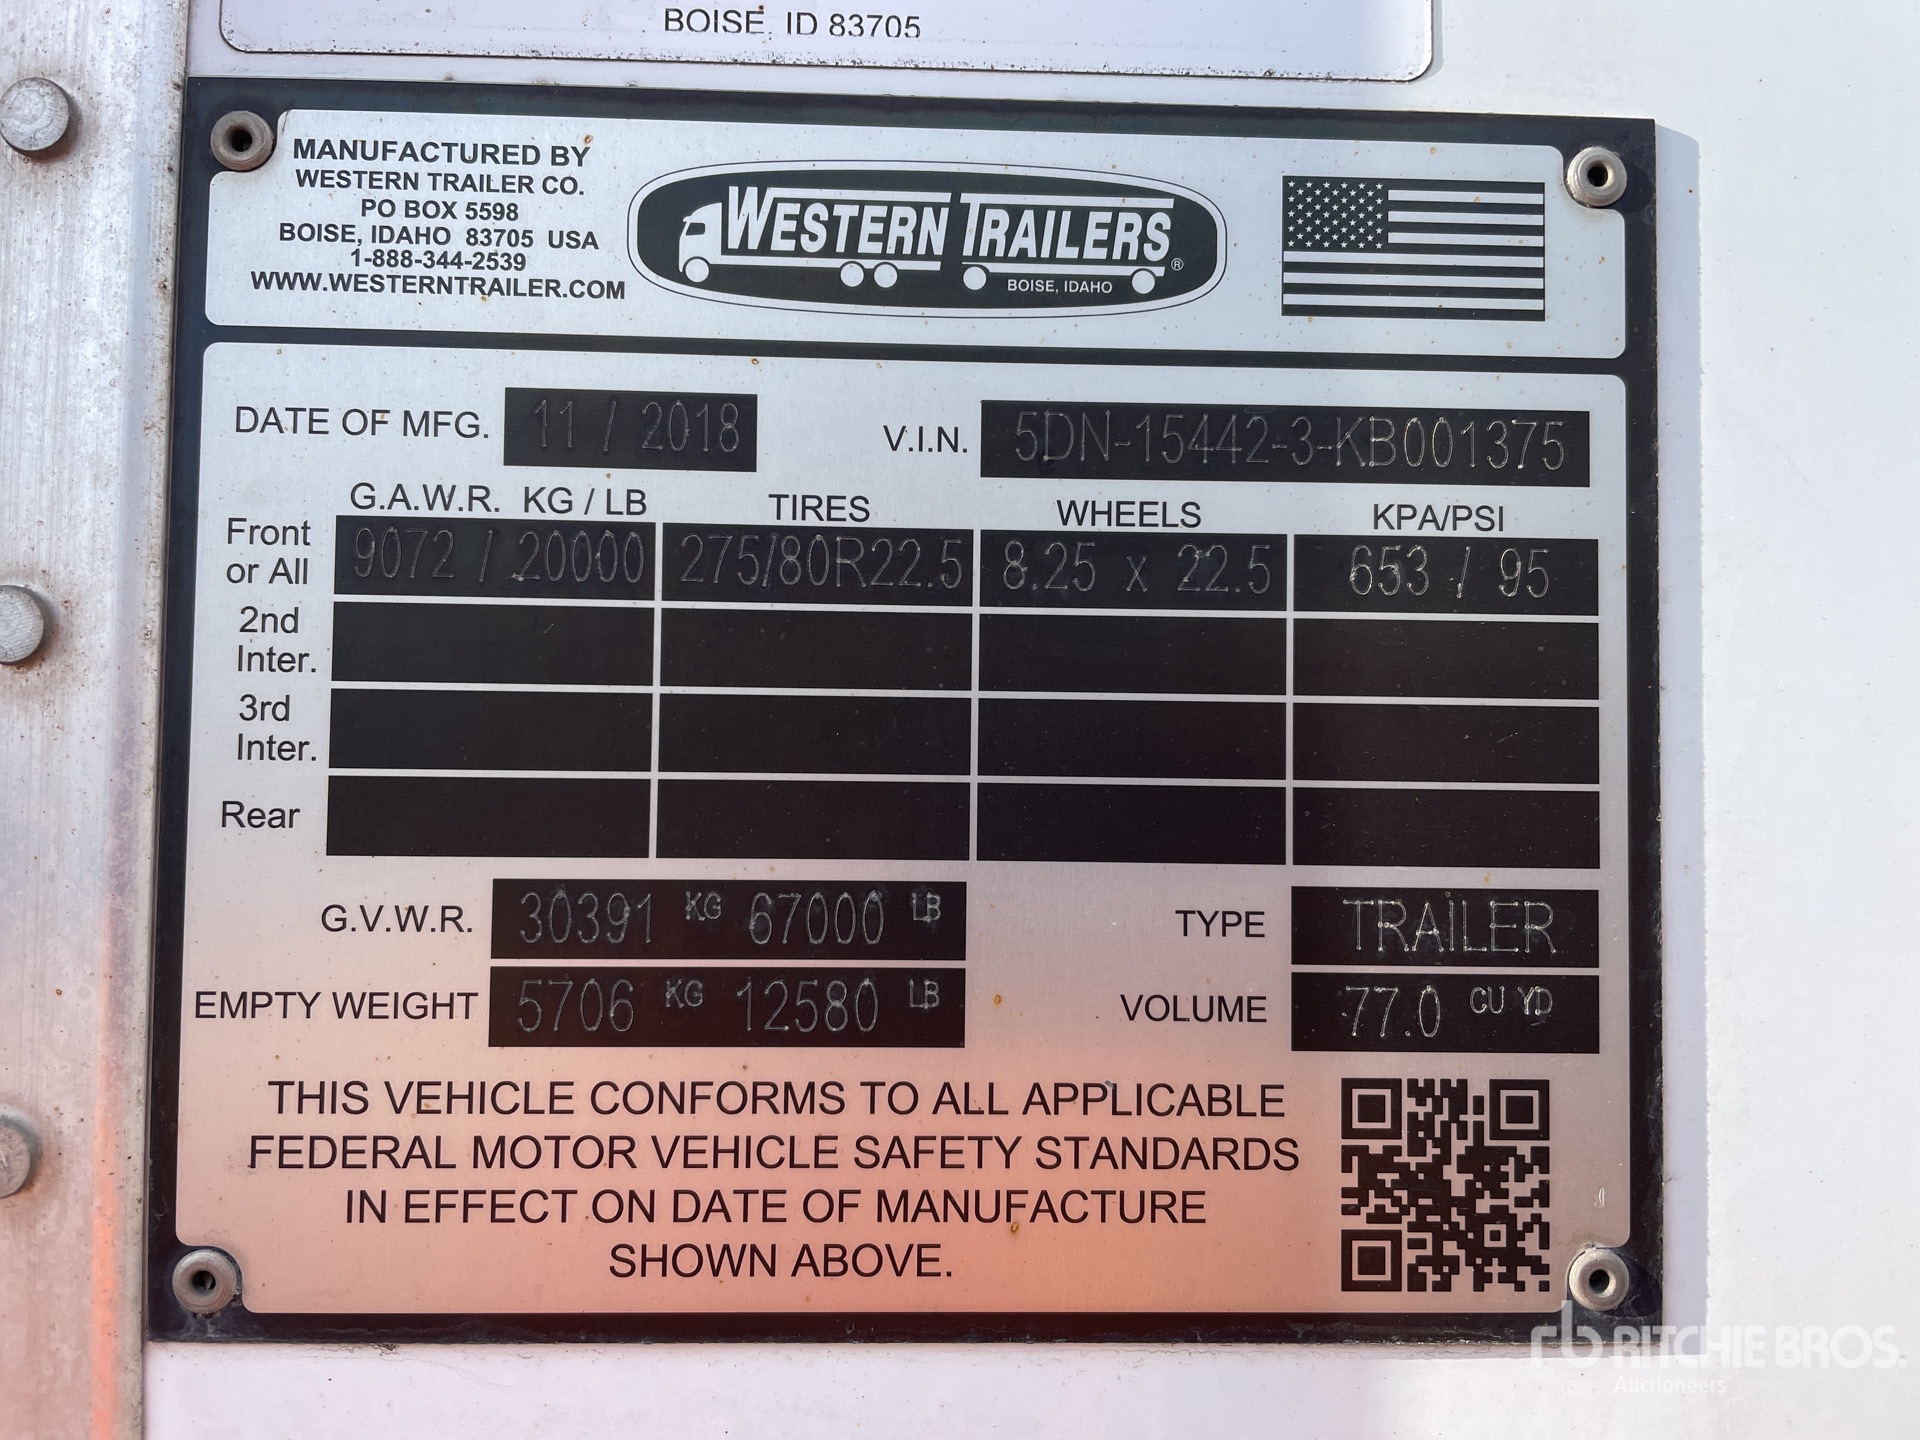 BOISE, ID 83705
MANUFACTURED BY
WESTERN TRAILER CO.
PO BOX 5598
BOISE, IDAHO 83705 USA
1-888-344-2539
WWW.WESTERNTRAILER.COM
WESTERN TRAILERS®
BOISE, IDAHO
DATE OF MFG. 11 / 2018 V.I.N. 5DN-15442-3-KB001375
G.A.W.R. KG / LB TIRES WHEELS KPA/PSI
Front or All 9072 / 20000 275/80R22.5 8.25 x 22.5 653 / 95
2nd Inter.
3rd Inter.
Rear
G.V.W.R. 30391 KG 67000 LB TYPE TRAILER
EMPTY WEIGHT 5706 KG 12580 LB VOLUME 77.0 CU YD
THIS VEHICLE CONFORMS TO ALL APPLICABLE
FEDERAL MOTOR VEHICLE SAFETY STANDARDS
IN EFFECT ON DATE OF MANUFACTURE
SHOWN ABOVE.
rb RITCHIE BROS.
Auctioneers